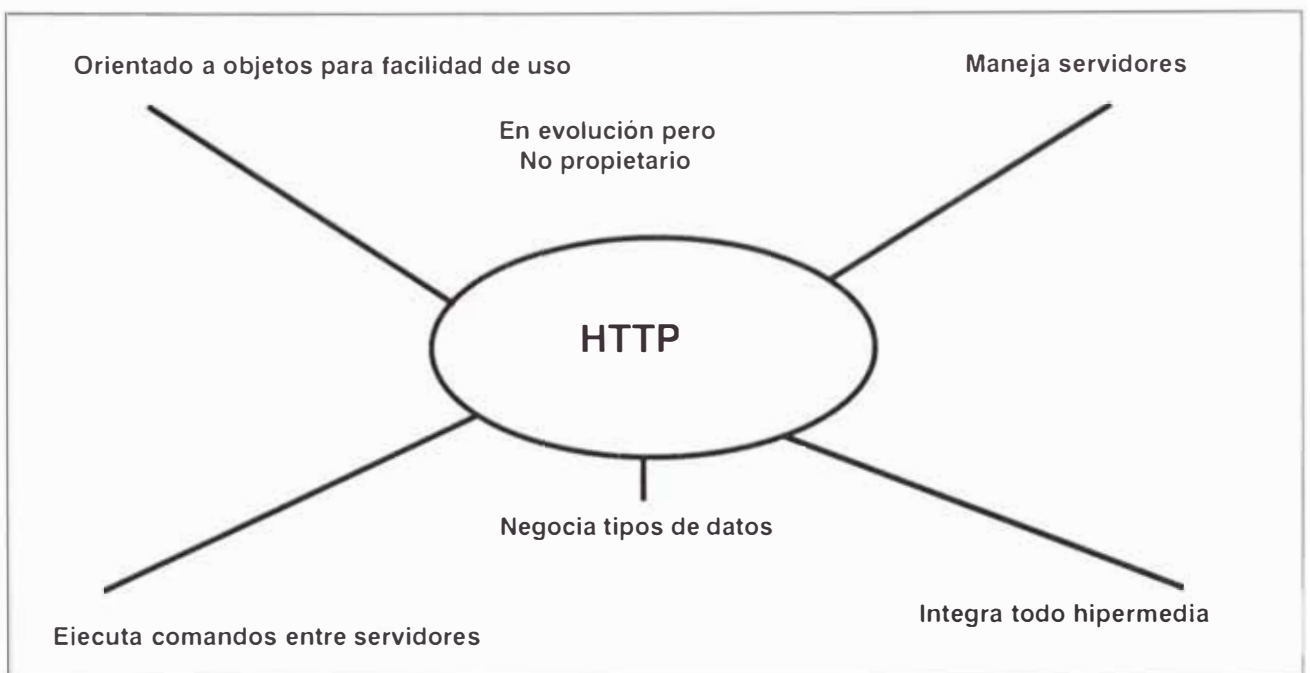 Orientado a objetos para facilidad de uso
Maneja servidores
En evolución pero
No propietario
HTTP
Negocia tipos de datos
Integra todo hipermedia
Ejecuta comandos entre servidores